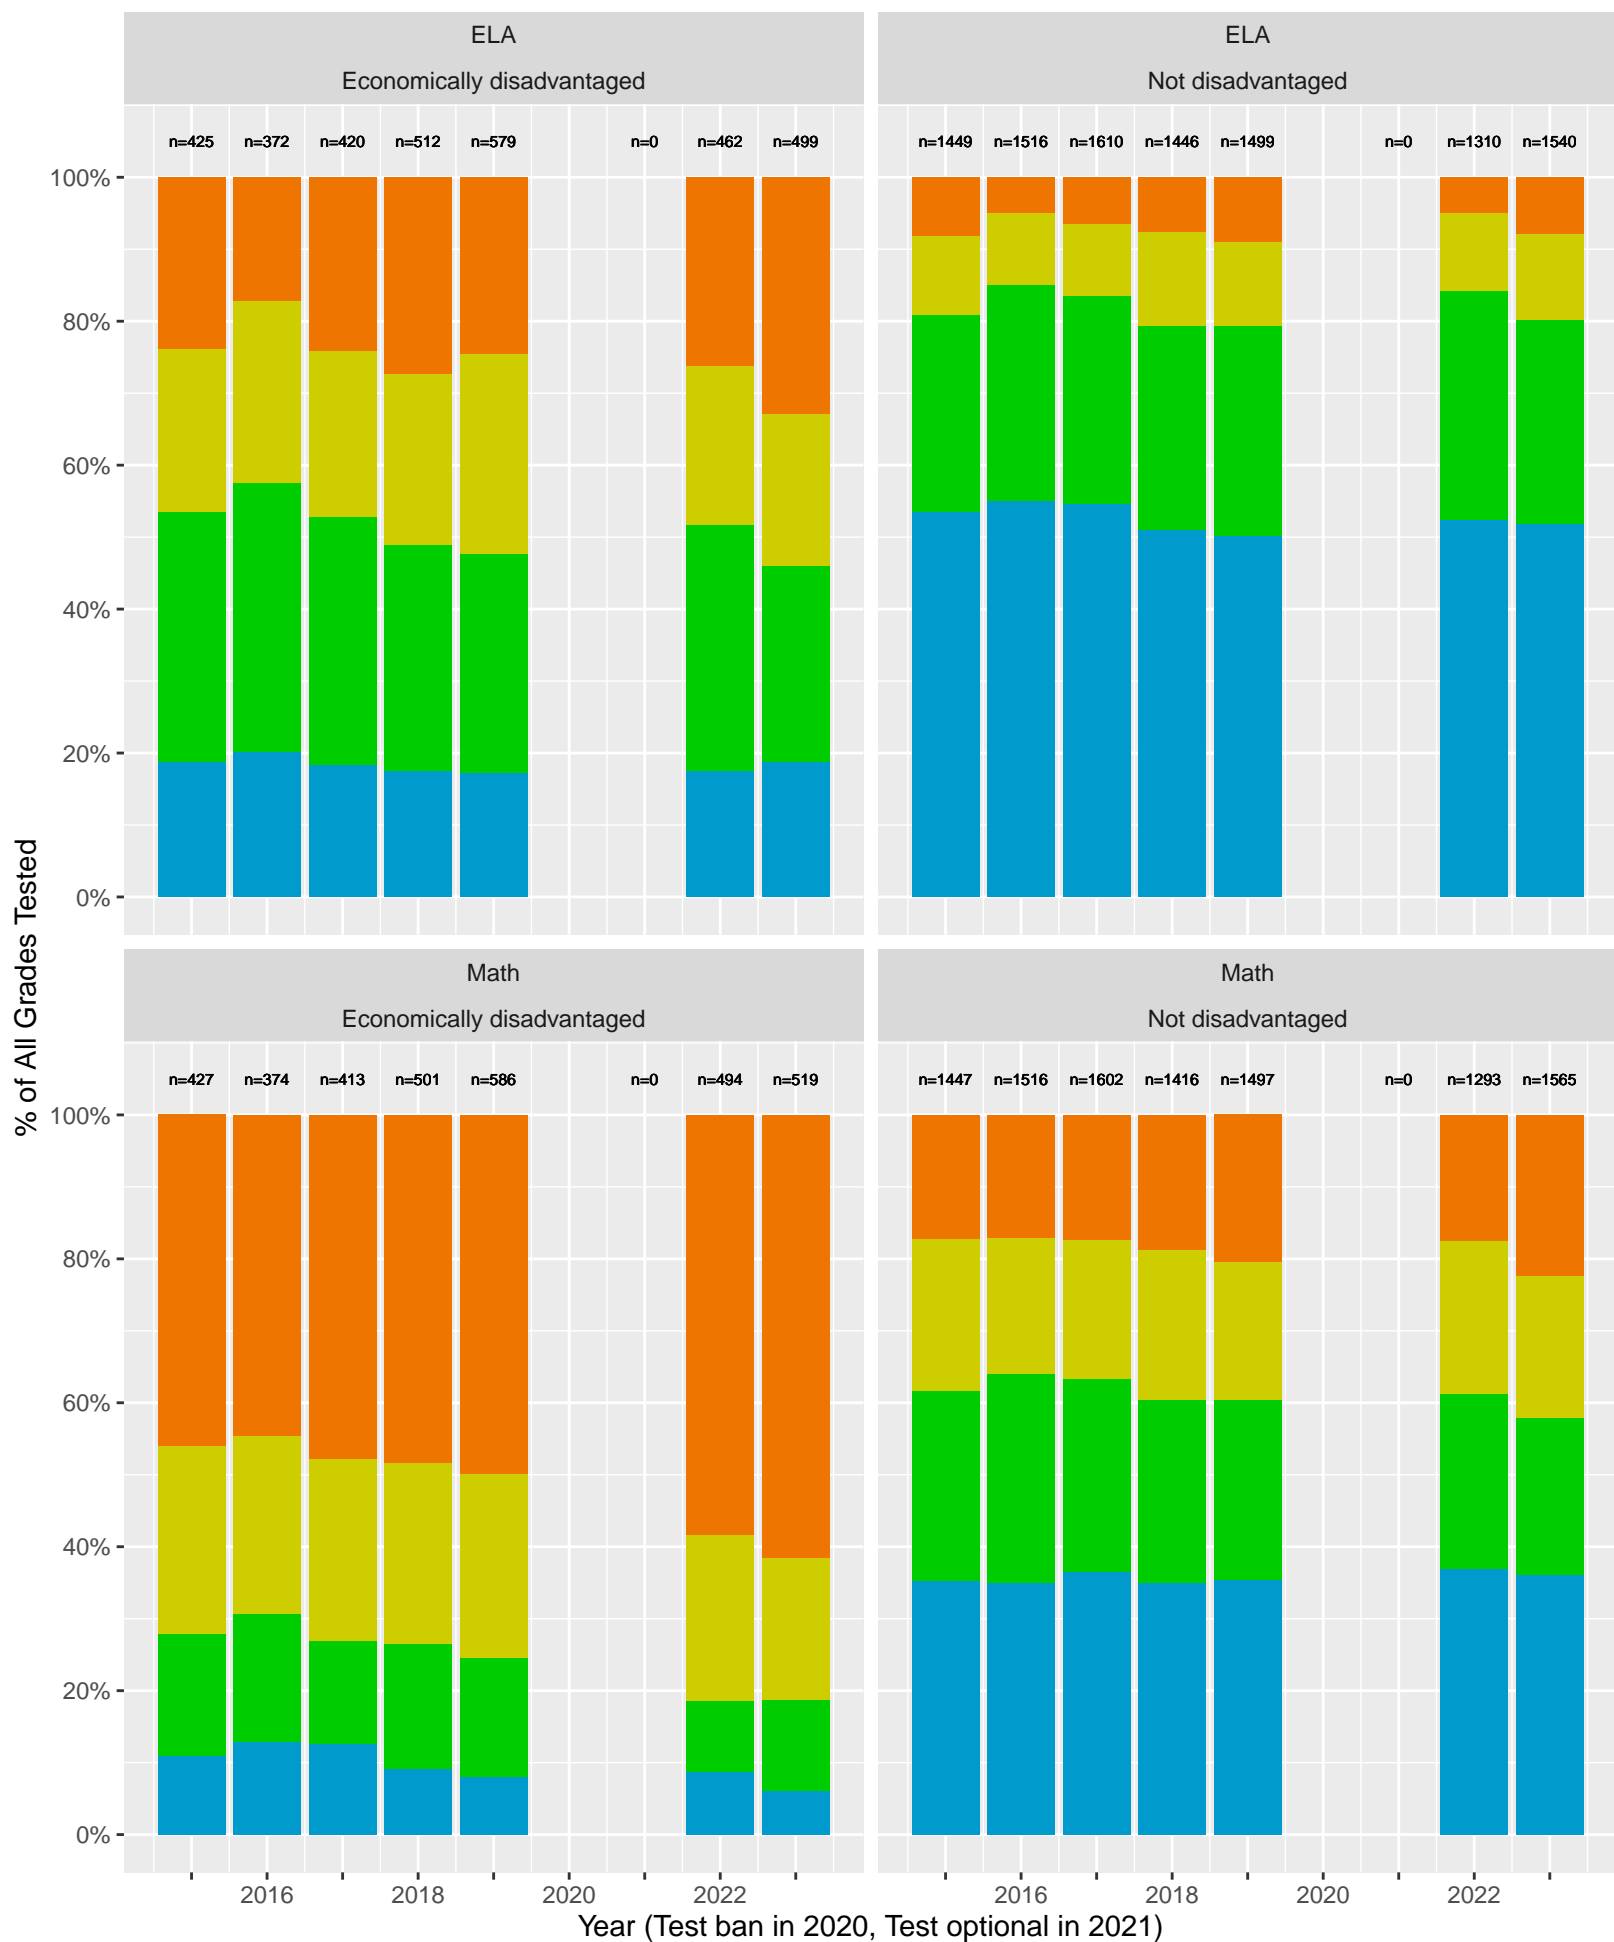 ELA
Economically disadvantaged
n=425 n=372 n=420 n=512 n=579 n=0 n=462 n=499
ELA
Not disadvantaged
n=1449 n=1516 n=1610 n=1446 n=1499 n=0 n=1310 n=1540
100%
80%
60%
40%
20%
0%
% of All Grades Tested
Math
Economically disadvantaged
n=427 n=374 n=413 n=501 n=586 n=0 n=494 n=519
Math
Not disadvantaged
n=1447 n=1516 n=1602 n=1416 n=1497 n=0 n=1293 n=1565
100%
80%
60%
40%
20%
0%
2016 2018 2020 2022
2016 2018 2020 2022
Year (Test ban in 2020, Test optional in 2021)